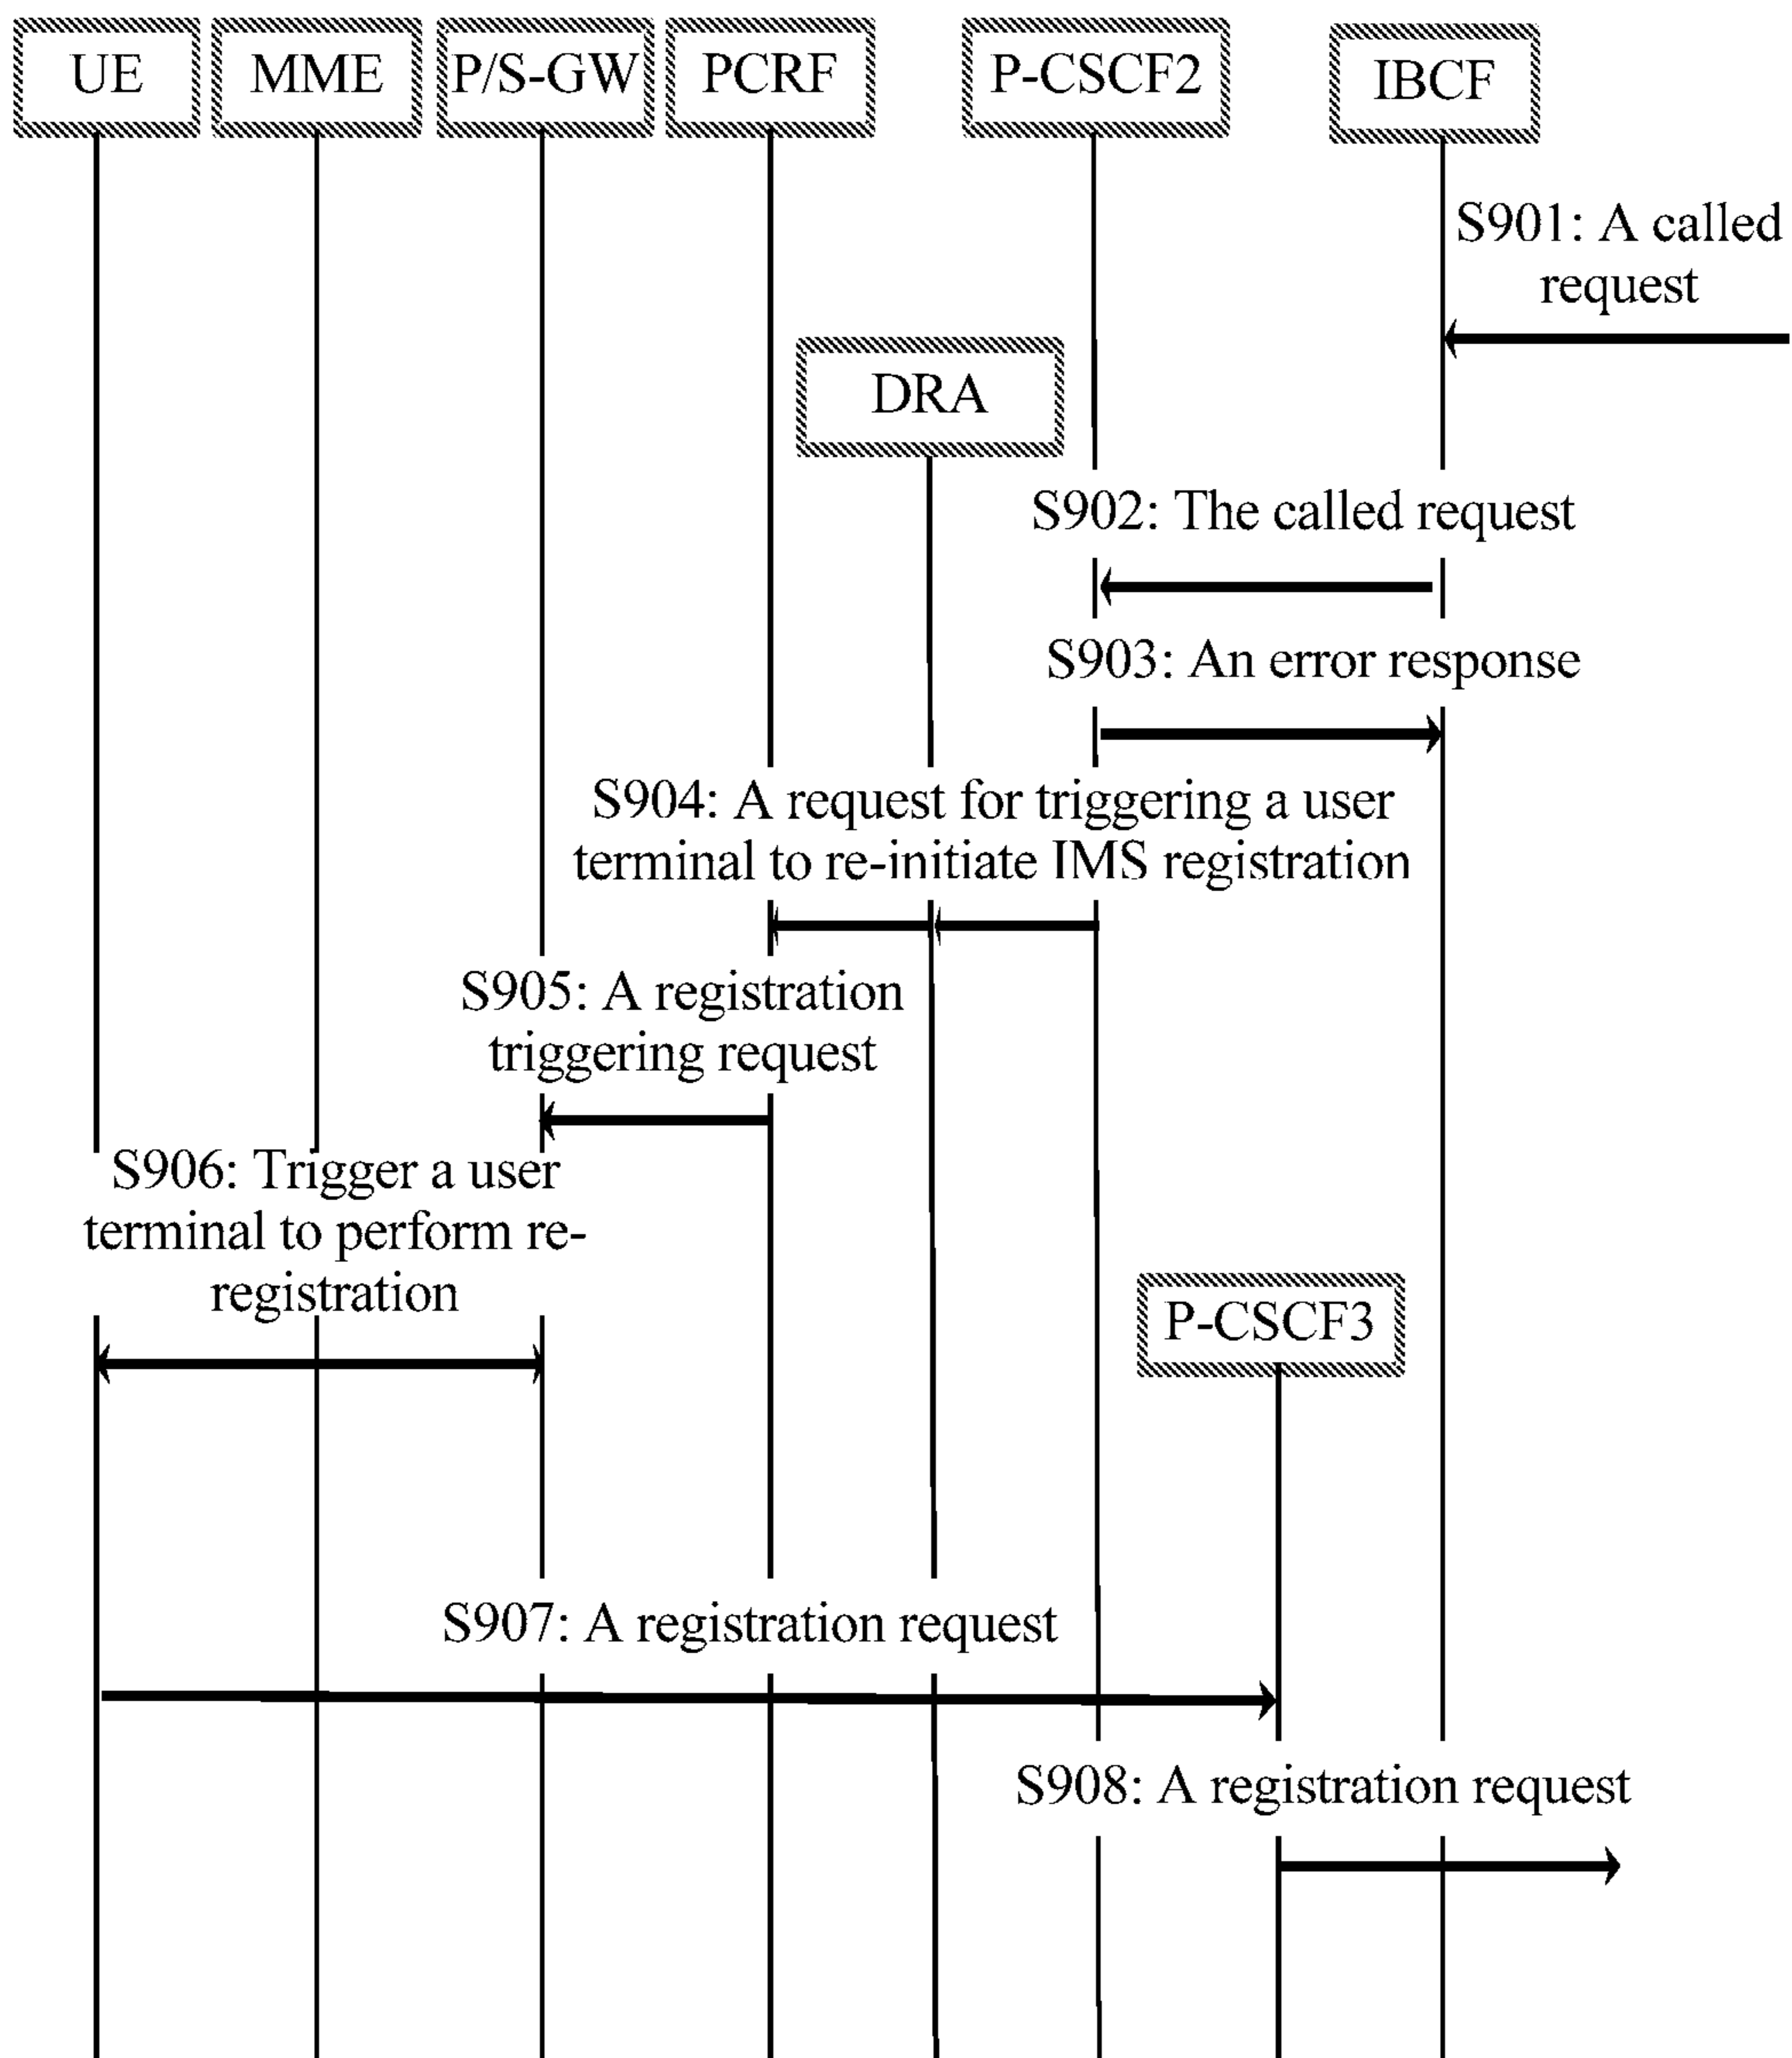 UE
MME
P/S-GW
PCRF
P-CSCF2
IBCF
S901: A called
request
DRA
S902: The called request
S903: An error response
S904: A request for triggering a user
terminal to re-initiate IMS registration
S905: A registration
triggering request
S906: Trigger a user
terminal to perform re-
registration
P-CSCF3
S907: A registration request
S908: A registration request